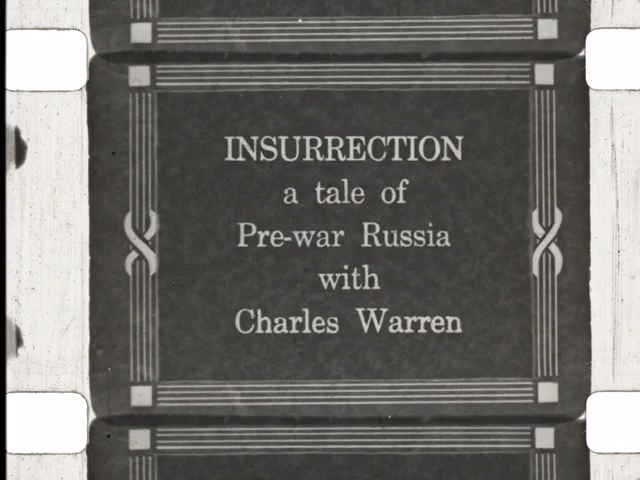 INSURRECTION
a tale of
Pre-war Russia
with
Charles Warren